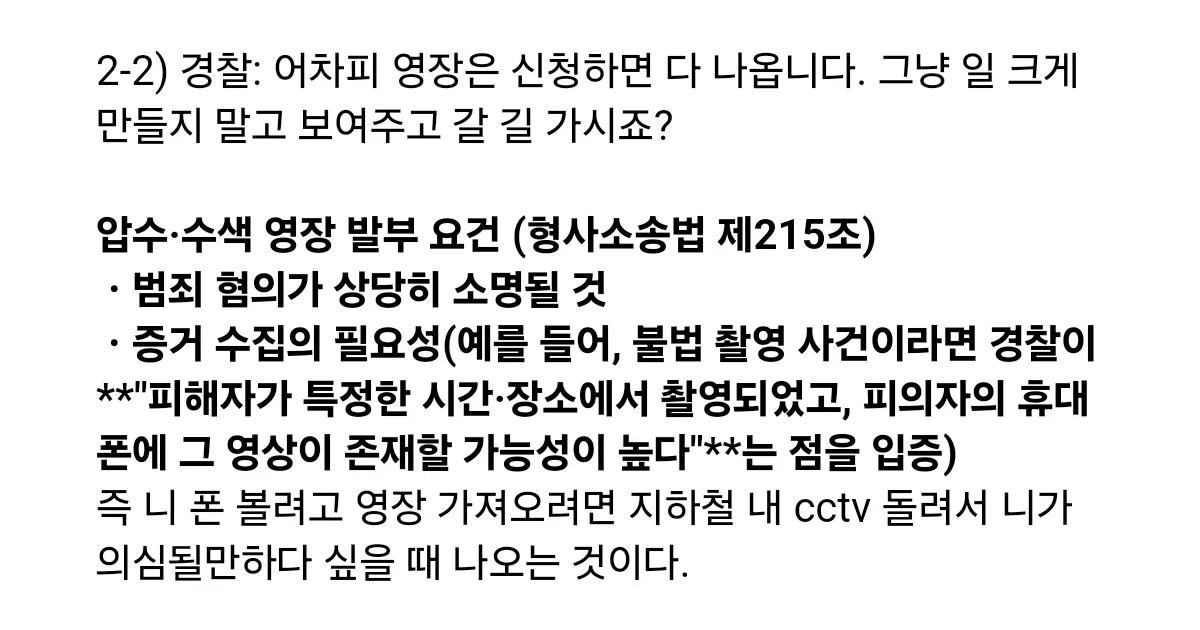 2-2) 경찰: 어차피 영장은 신청하면 다 나옵니다. 그냥 일 크게
만들지 말고 보여주고 갈 길 가시죠?
압수·수색 영장 발부 요건 (형사소송법 제215조)
· 범죄 혐의가 상당히 소명될 것
· 증거 수집의 필요성(예를 들어, 불법 촬영 사건이라면 경찰이
**"피해자가 특정한 시간·장소에서 촬영되었고, 피의자의 휴대
폰에 그 영상이 존재할 가능성이 높다"**는 점을 입증)
즉 니 폰 볼려고 영장 가져오려면 지하철 내 cctv 돌려서 니가
의심될만하다 싶을 때 나오는 것이다.